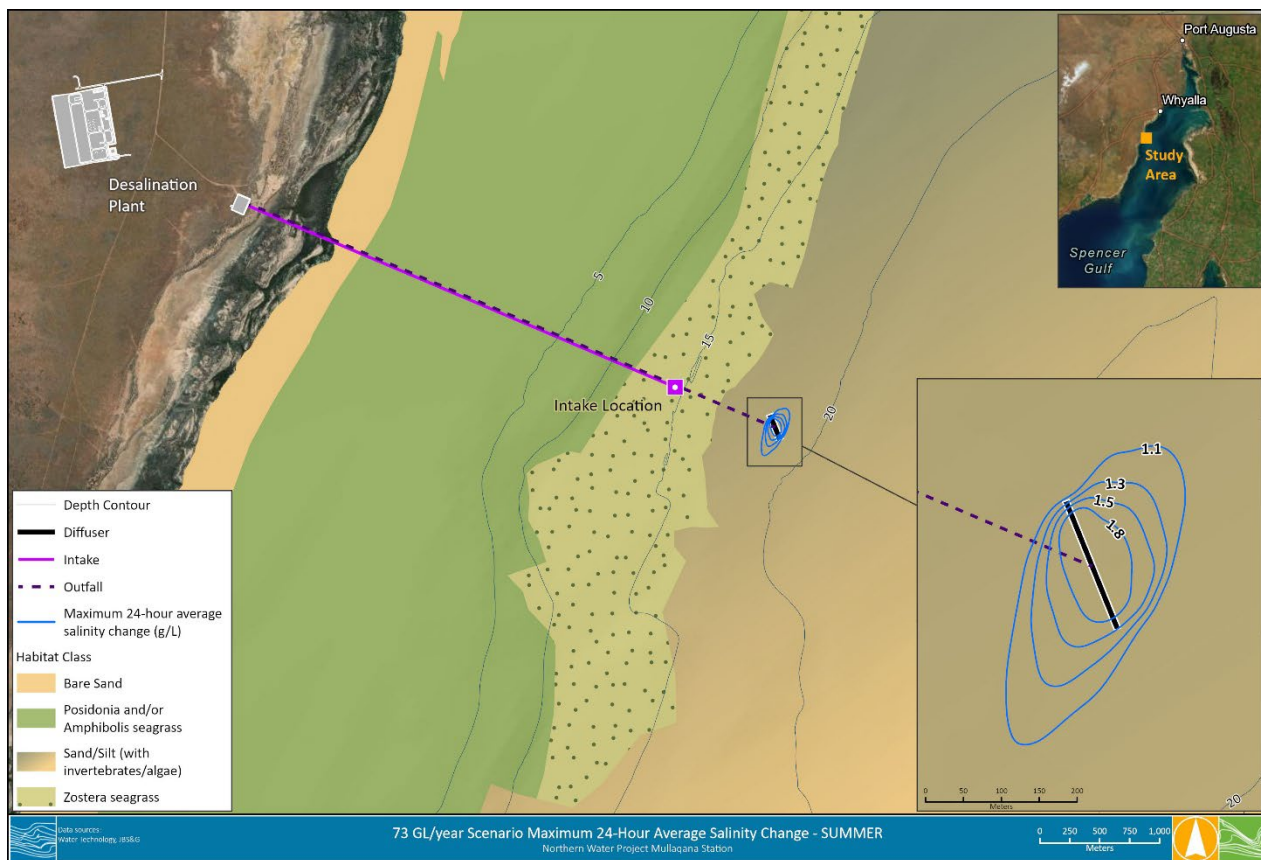 Desalination
Plant
5
10
15
20
Intake Location
Port Augusta
Whyalla
Study
Area
Spencer
Gulf
1.1
1.3
1.5
1.8
0 50 100 150 200
Meters
20
Depth Contour
Diffuser
Intake
Outfall
Maximum 24-hour average
salinity change (g/L)
Habitat Class
Bare Sand
Posidonia and/or
Amphibolis seagrass
Sand/Silt (with
invertebrates/algae)
Zostera seagrass
Data sources:
Water Technology, JBS&G
73 GL/year Scenario Maximum 24-Hour Average Salinity Change - SUMMER
Northern Water Project Mullaqana Station
0 250 500 750 1,000
Meters